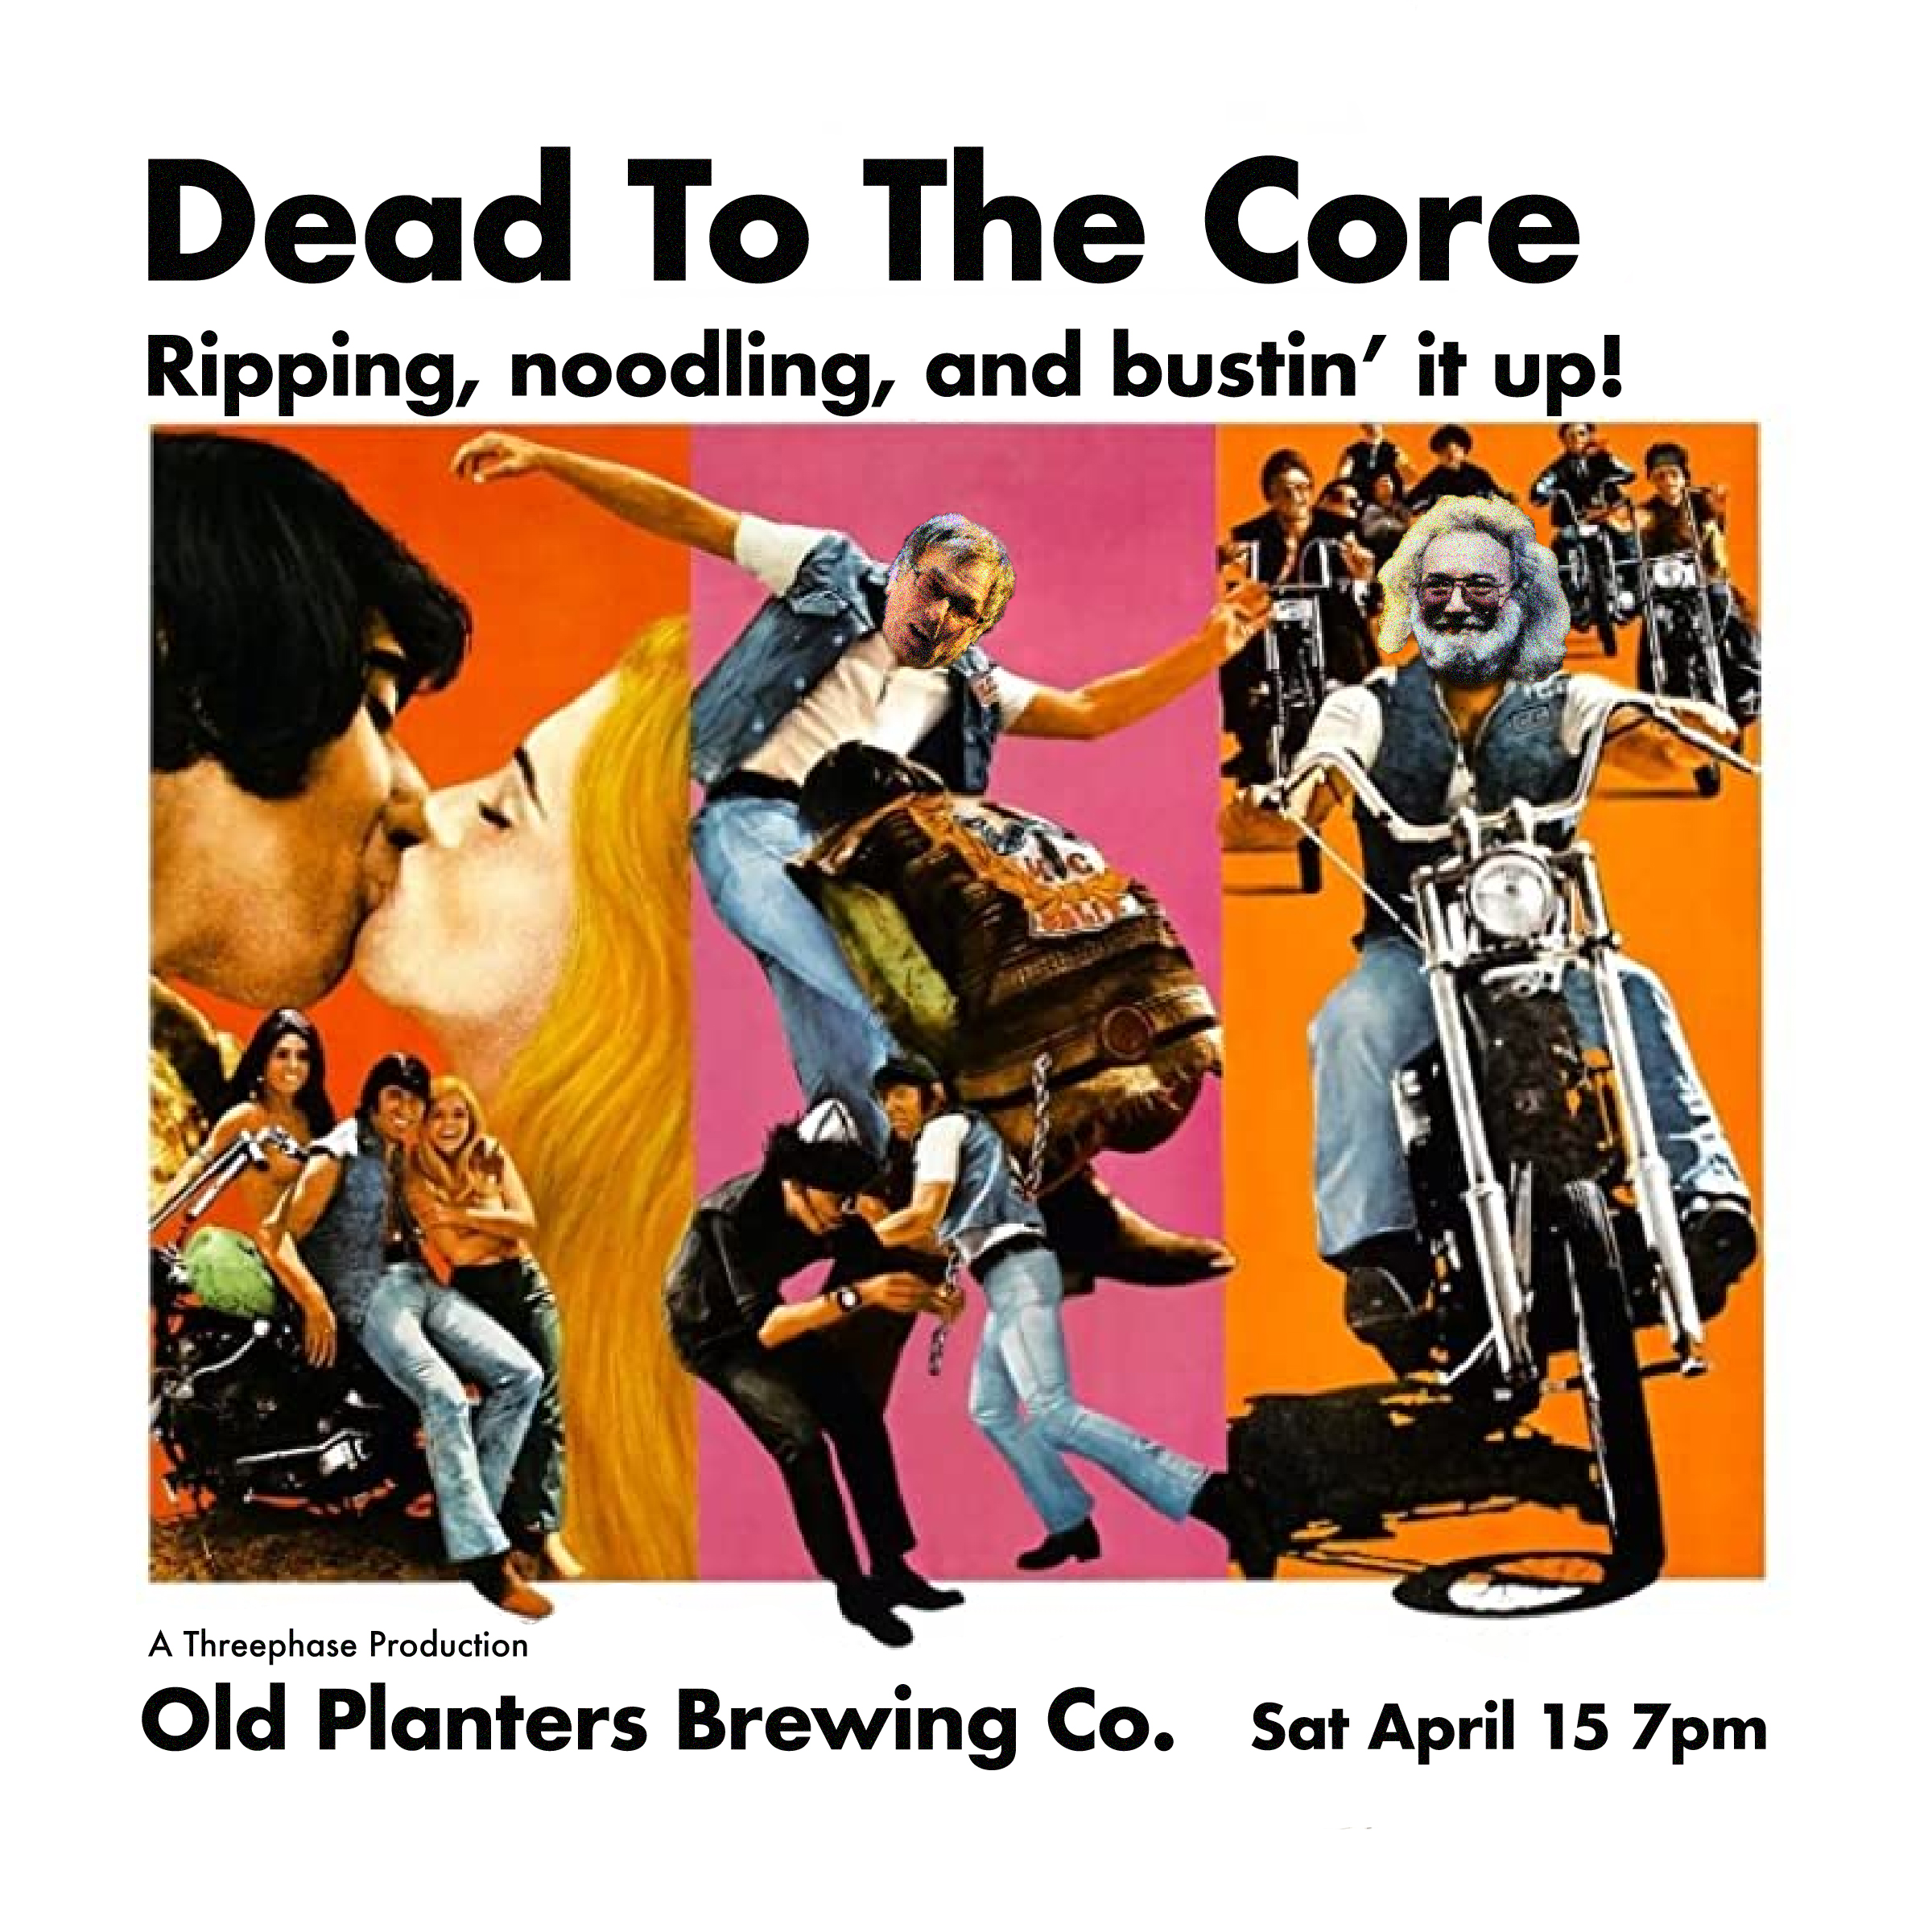 Dead To The Core
Ripping, noodling, and bustin’ it up!
A Threephase Production
Old Planters Brewing Co.
Sat April 15 7pm